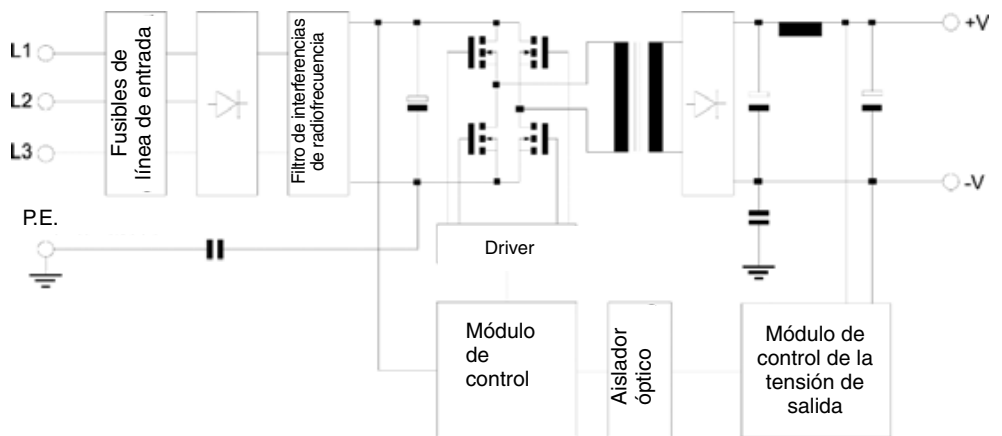 L1
L2
L3
P.E.
Fusibles de
línea de entrada
Filtro de interferencias
de radiofrecuencia
+V
-V
Driver
Módulo
de
control
Aislador
óptico
Módulo de
control de la
tensión de
salida